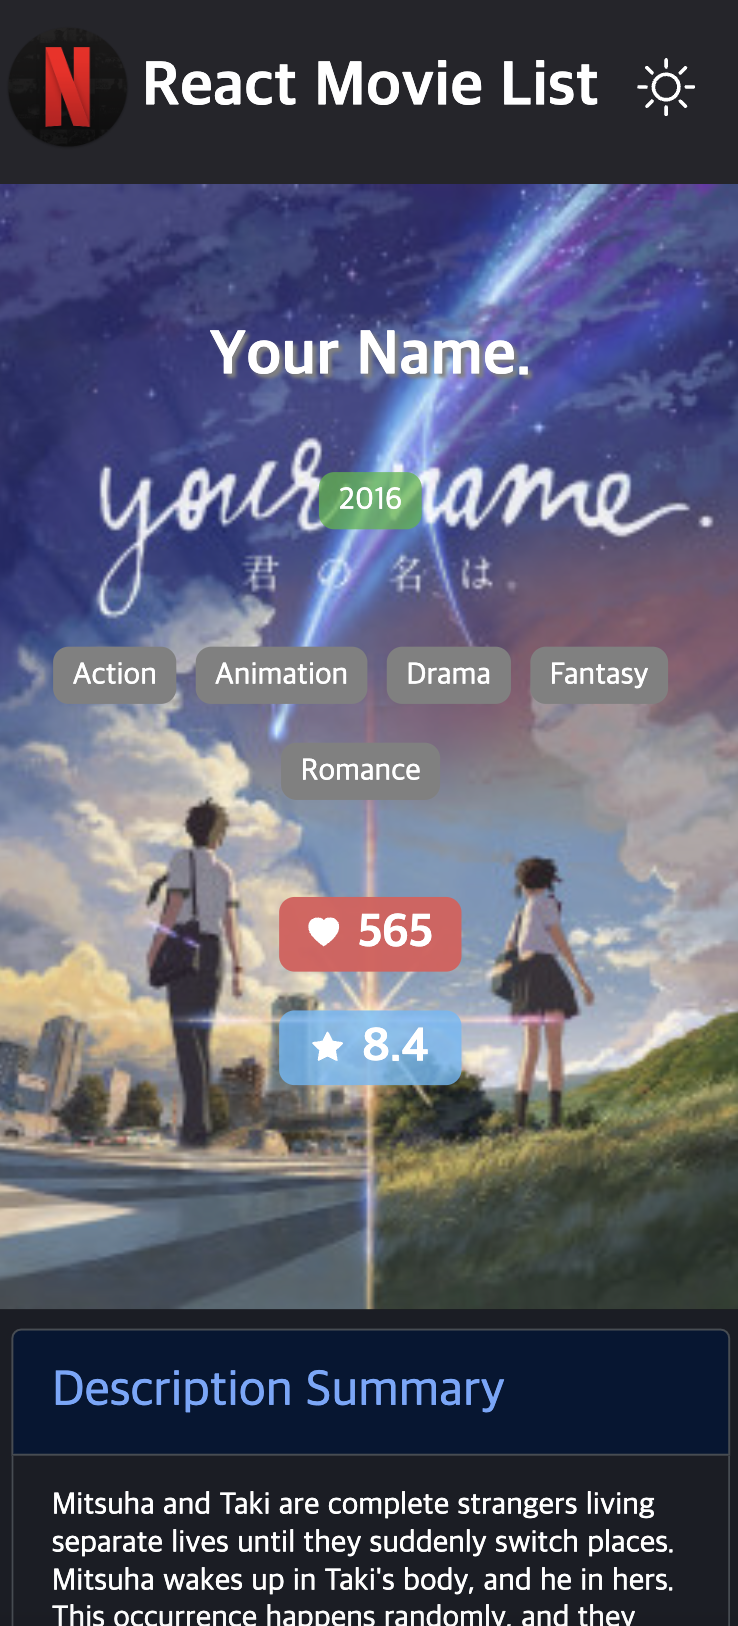 N React Movie List
Your Name.
your name.
2016
君の名は。
Action Animation Drama Fantasy
Romance
565
8.4
Description Summary
Mitsuha and Taki are complete strangers living
separate lives until they suddenly switch places.
Mitsuha wakes up in Taki's body, and he in hers.
This occurrence happens randomly, and they